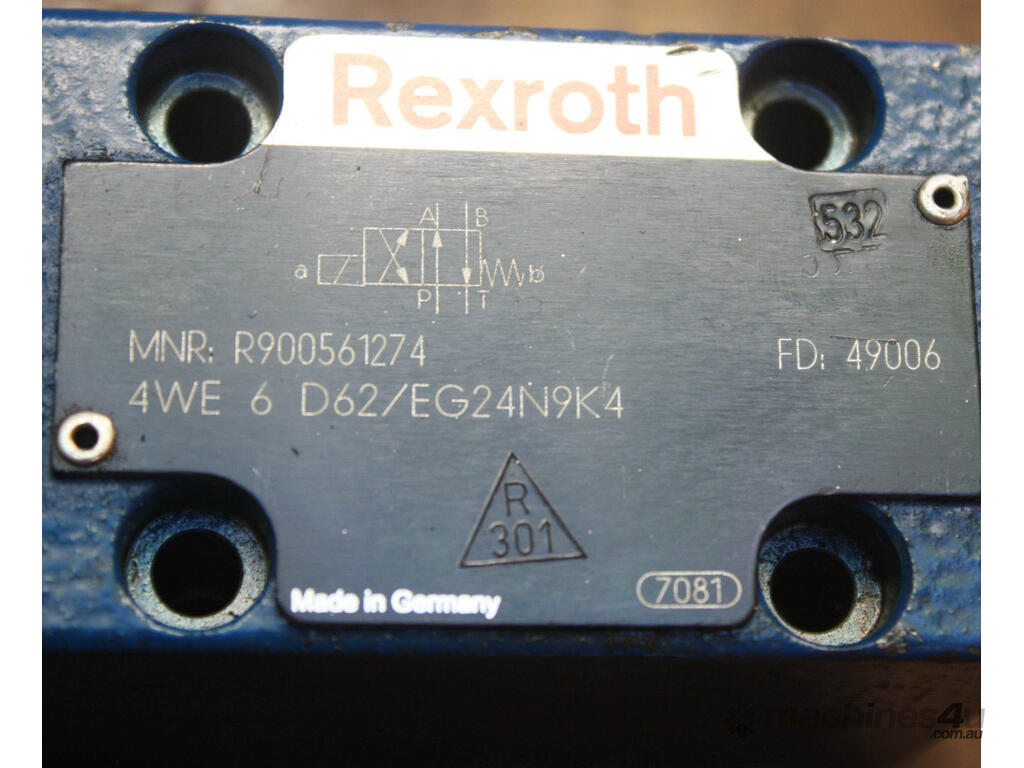 Rexroth
532
A B
a b
P T
MNR: R900561274 FD: 49006
4WE 6 D62/EG24N9K4
R
301
Made in Germany
7081
machines4u
.com.au